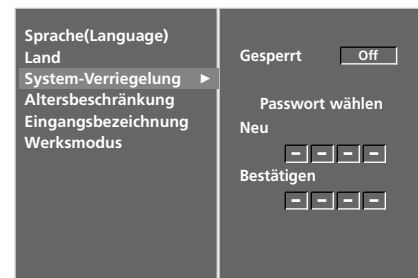 Sprache(Language)
Land
System-Verriegelung ►
Altersbeschränkung
Eingangsbezeichnung
Werksmodus
Gesperrt Off
Passwort wählen
Neu
– – – –
Bestätigen
– – – –